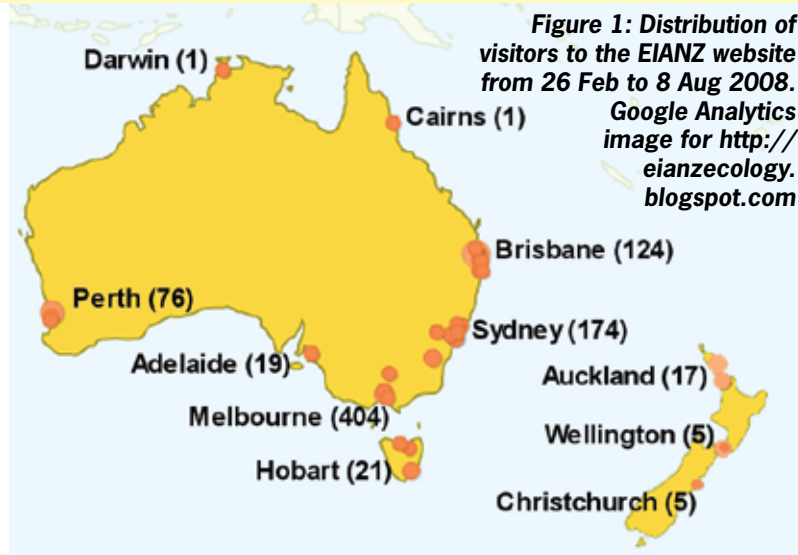 Figure 1: Distribution of
visitors to the EIANZ website
from 26 Feb to 8 Aug 2008.
Google Analytics
image for http://
eianzecology.
blogspot.com
Darwin (1)
Cairns (1)
Brisbane (124)
Perth (76)
Sydney (174)
Adelaide (19)
Auckland (17)
Melbourne (404)
Wellington (5)
Hobart (21)
Christchurch (5)